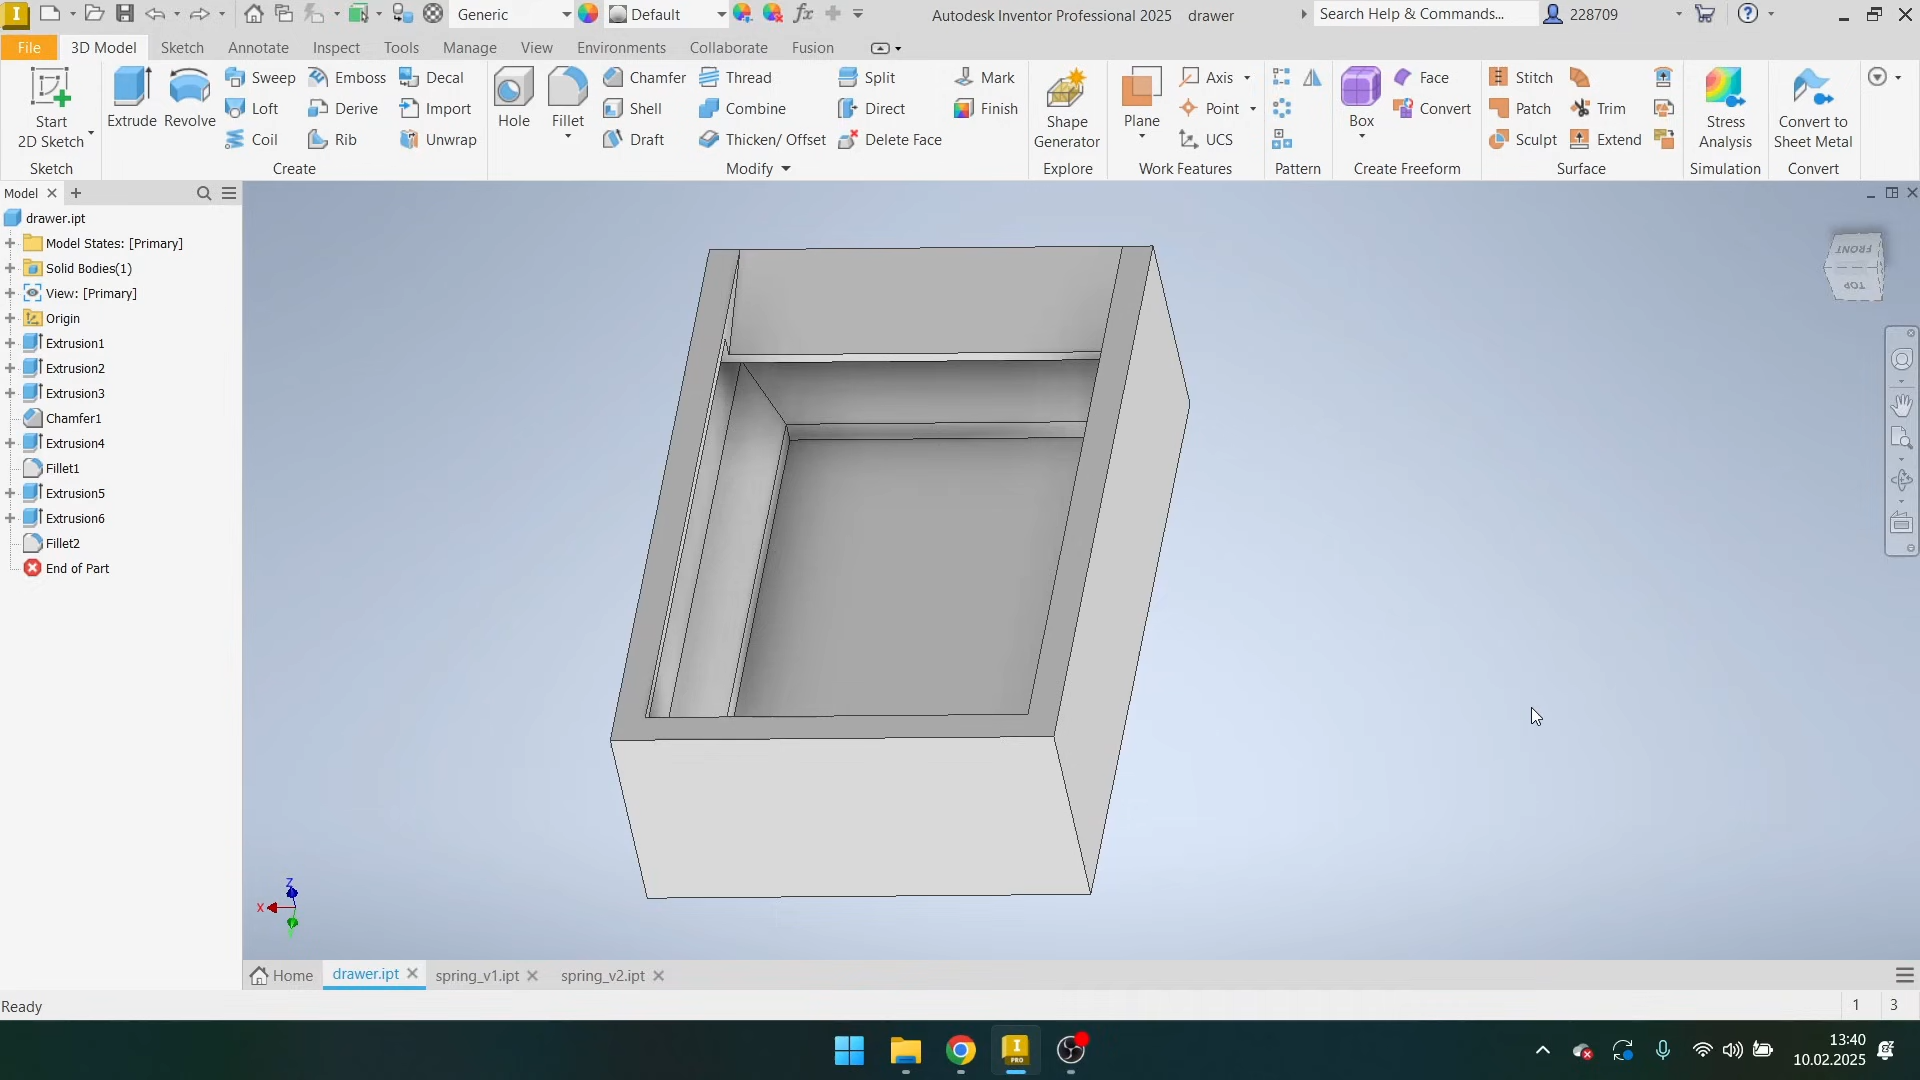 Generic
Default
fx
Autodesk Inventor Professional 2025 drawer
Search Help & Commands...
228709
File
3D Model
Sketch
Annotate
Inspect
Tools
Manage
View
Environments
Collaborate
Fusion
Start
2D Sketch
Sketch
Extrude
Revolve
Sweep
Emboss
Decal
Loft
Derive
Import
Coil
Rib
Unwrap
Create
Hole
Fillet
Chamfer
Thread
Split
Mark
Shell
Combine
Direct
Finish
Draft
Thicken/ Offset
Delete Face
Modify
Shape
Generator
Explore
Plane
Axis
Point
UCS
Work Features
Pattern
Box
Face
Convert
Create Freeform
Stitch
Patch
Trim
Sculpt
Extend
Surface
Stress
Analysis
Simulation
Convert to
Sheet Metal
Convert
Model
drawer.ipt
Model States: [Primary]
Solid Bodies(1)
View: [Primary]
Origin
Extrusion1
Extrusion2
Extrusion3
Chamfer1
Extrusion4
Fillet1
Extrusion5
Extrusion6
Fillet2
End of Part
FRONT
TOP
Z
X
Home
drawer.ipt
spring_v1.ipt
spring_v2.ipt
Ready
1 3
I
PRO
13:40
10.02.2025